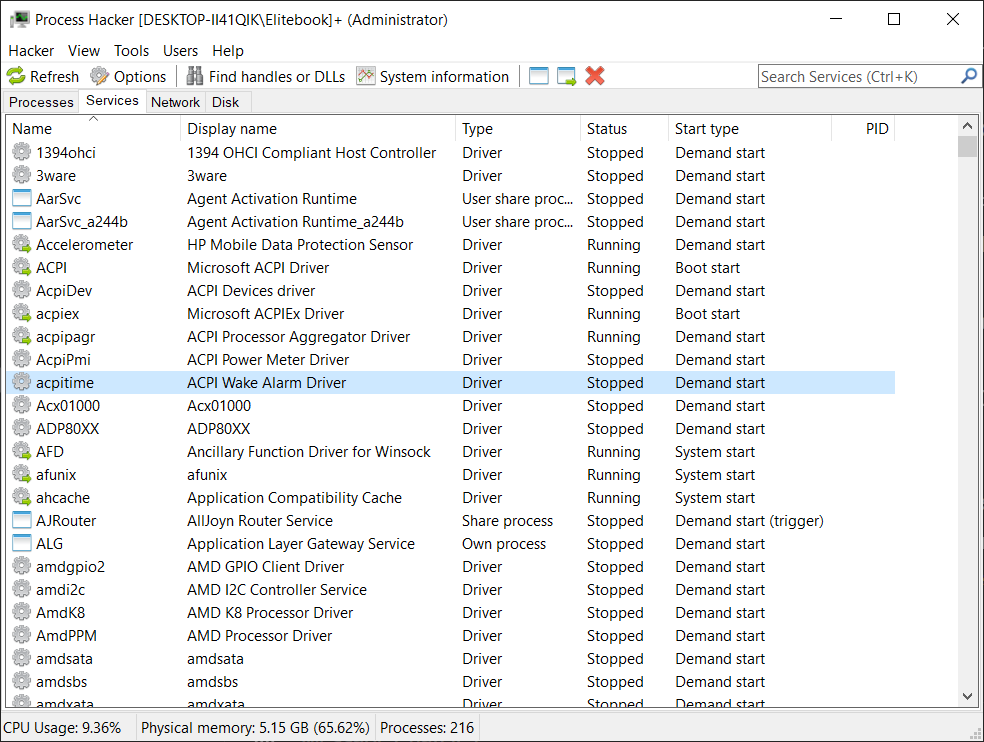 Process Hacker [DESKTOP-II41QIK\Elitebook]+ (Administrator)
Hacker View Tools Users Help
Refresh Options Find handles or DLLs System information Search Services (Ctrl+K)
Processes Services Network Disk
Name Display name Type Status Start type PID
1394ohci 1394 OHCI Compliant Host Controller Driver Stopped Demand start
3ware 3ware Driver Stopped Demand start
AarSvc Agent Activation Runtime User share proc... Stopped Demand start
AarSvc_a244b Agent Activation Runtime_a244b User share proc... Stopped Demand start
Accelerometer HP Mobile Data Protection Sensor Driver Running Demand start
ACPI Microsoft ACPI Driver Driver Running Boot start
AcpiDev ACPI Devices driver Driver Stopped Demand start
acpiex Microsoft ACPIEx Driver Driver Running Boot start
acpipagr ACPI Processor Aggregator Driver Driver Running Demand start
AcpiPmi ACPI Power Meter Driver Driver Stopped Demand start
acpitime ACPI Wake Alarm Driver Driver Stopped Demand start
Acx01000 Acx01000 Driver Stopped Demand start
ADP80XX ADP80XX Driver Stopped Demand start
AFD Ancillary Function Driver for Winsock Driver Running System start
afunix afunix Driver Running System start
ahcache Application Compatibility Cache Driver Running System start
AJRouter AllJoyn Router Service Share process Stopped Demand start (trigger)
ALG Application Layer Gateway Service Own process Stopped Demand start
amdgpio2 AMD GPIO Client Driver Driver Stopped Demand start
amdi2c AMD I2C Controller Service Driver Stopped Demand start
AmdK8 AMD K8 Processor Driver Driver Stopped Demand start
AmdPPM AMD Processor Driver Driver Stopped Demand start
amdsata amdsata Driver Stopped Demand start
amdsbs amdsbs Driver Stopped Demand start
amdxata amdxata Driver Stopped Demand start
CPU Usage: 9.36% Physical memory: 5.15 GB (65.62%) Processes: 216